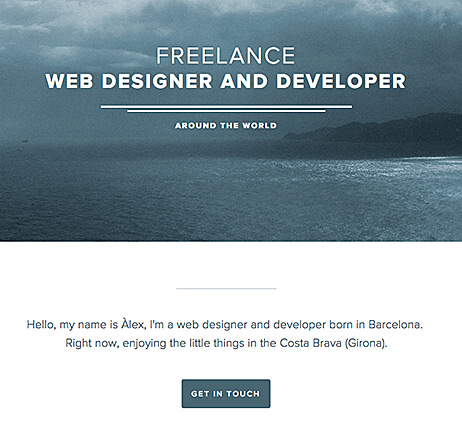 FREELANCE
WEB DESIGNER AND DEVELOPER
AROUND THE WORLD
Hello, my name is Àlex, I'm a web designer and developer born in Barcelona.
Right now, enjoying the little things in the Costa Brava (Girona).
GET IN TOUCH